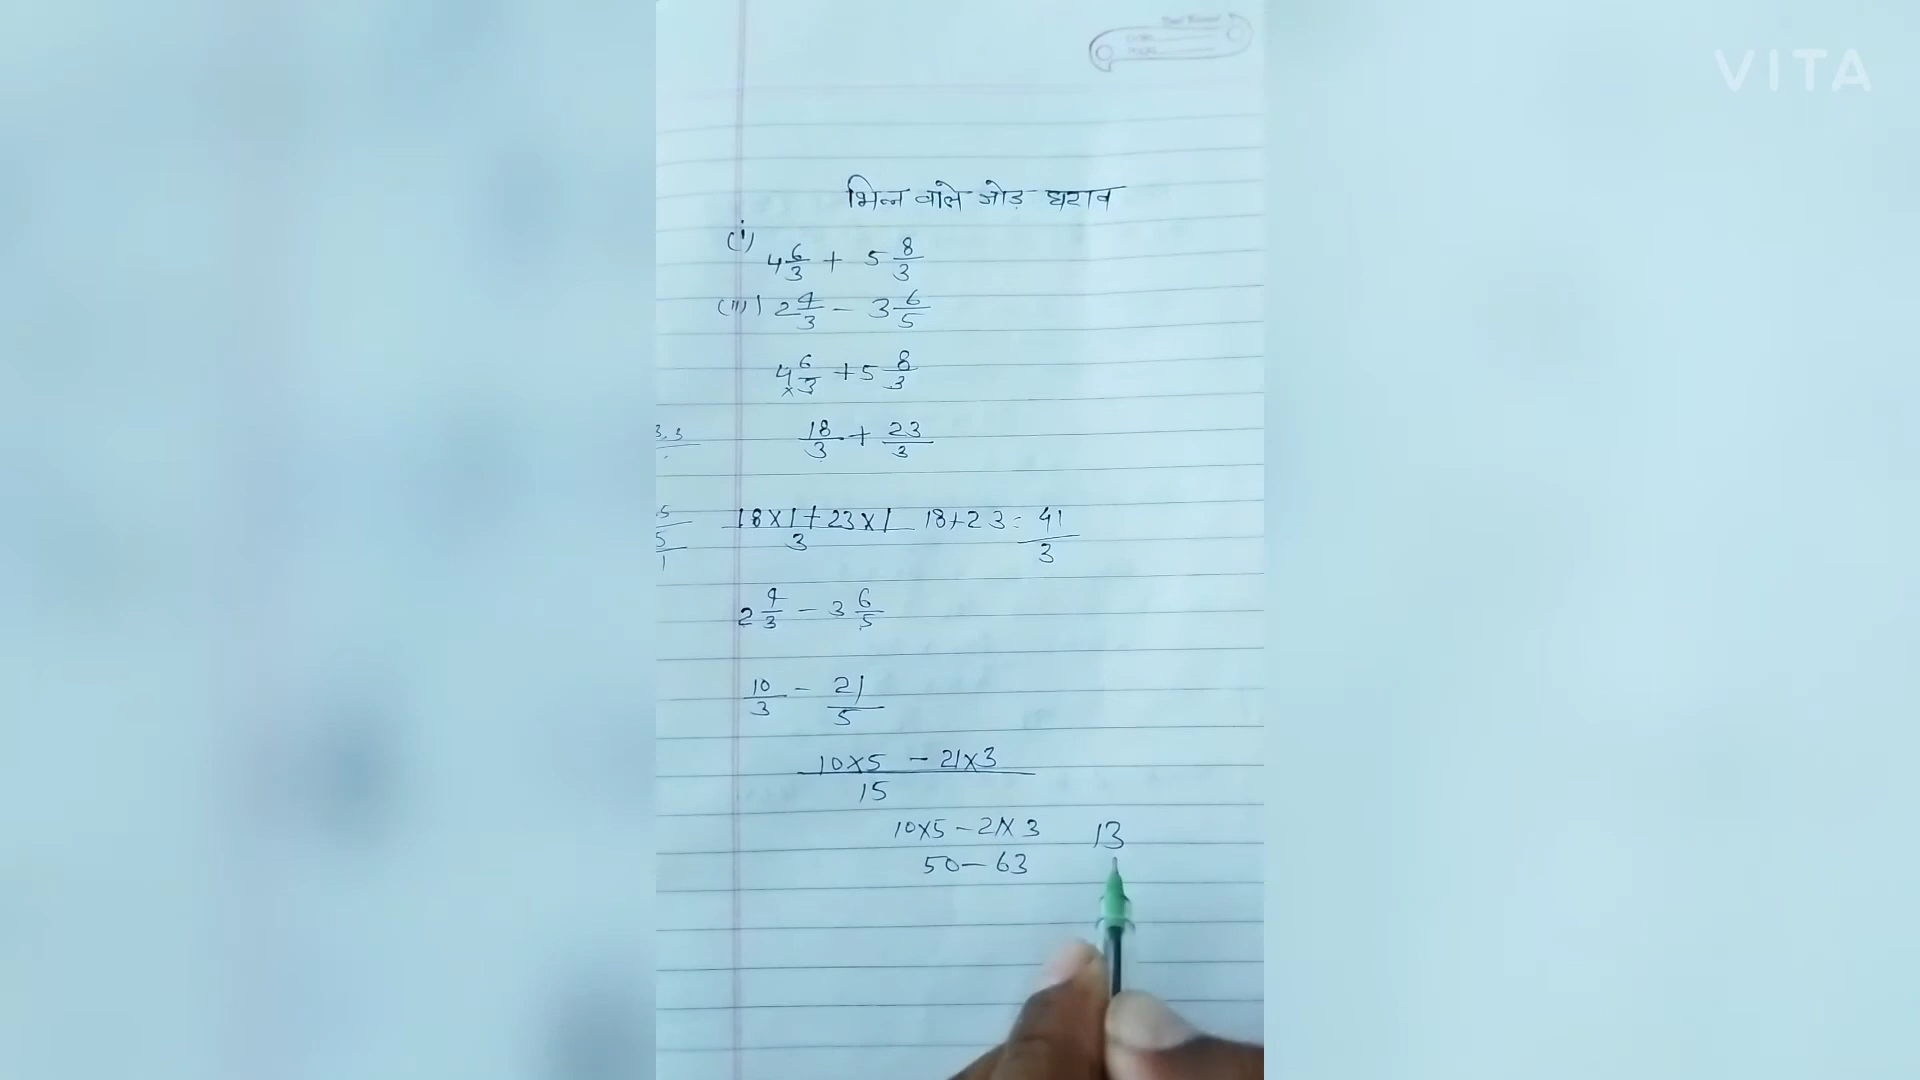 VITA
भिन्न वाले जोड़ घराव
(i) 4 6/3 + 5 8/3
(11) 2 4/3 - 3 6/5
4 6/3 + 5 8/3
×
18/3 + 23/3
18×1+23×1/3 18+23= 41/3
2 4/3 - 3 6/5
10/3 - 21/5
10×5 - 21×3/15
10×5-21×3 13
50-63